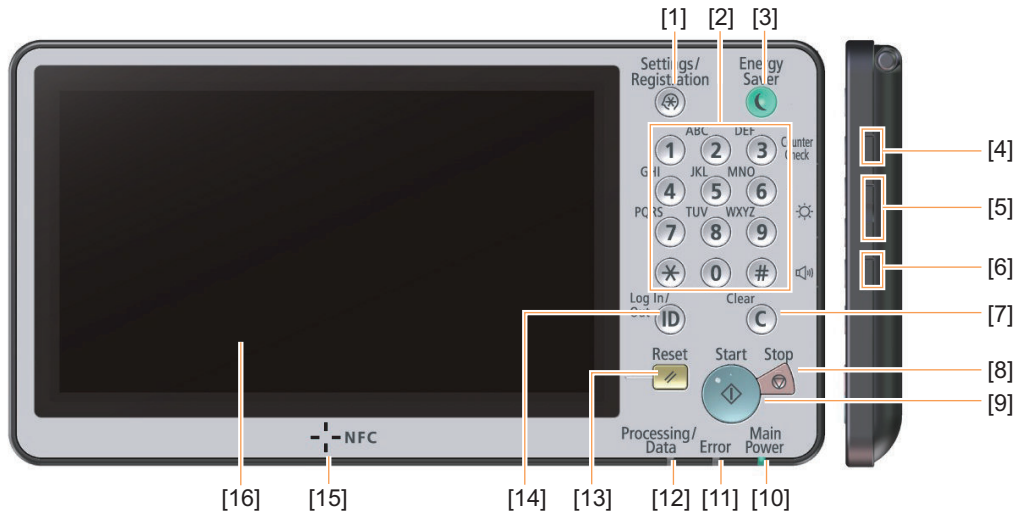 [1] [2] [3]
Settings/ Energy
Registration Saver
ABC DEF
1 2 3 Counter
Check
[4]
GHI JKL MNO
4 5 6
[5]
PQRS TUV WXYZ
7 8 9
[6]
* 0 #
Log In/ Clear
Out
ID C
[7]
Reset Start Stop
[8]
[9]
NFC
Processing/ Main
Data Error Power
[16] [15] [14] [13] [12] [11] [10]